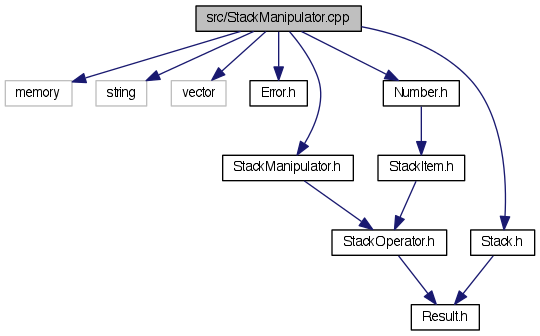 src/StackManipulator.cpp
memory
string
vector
Error.h
Number.h
StackManipulator.h
StackItem.h
StackOperator.h
Stack.h
Result.h